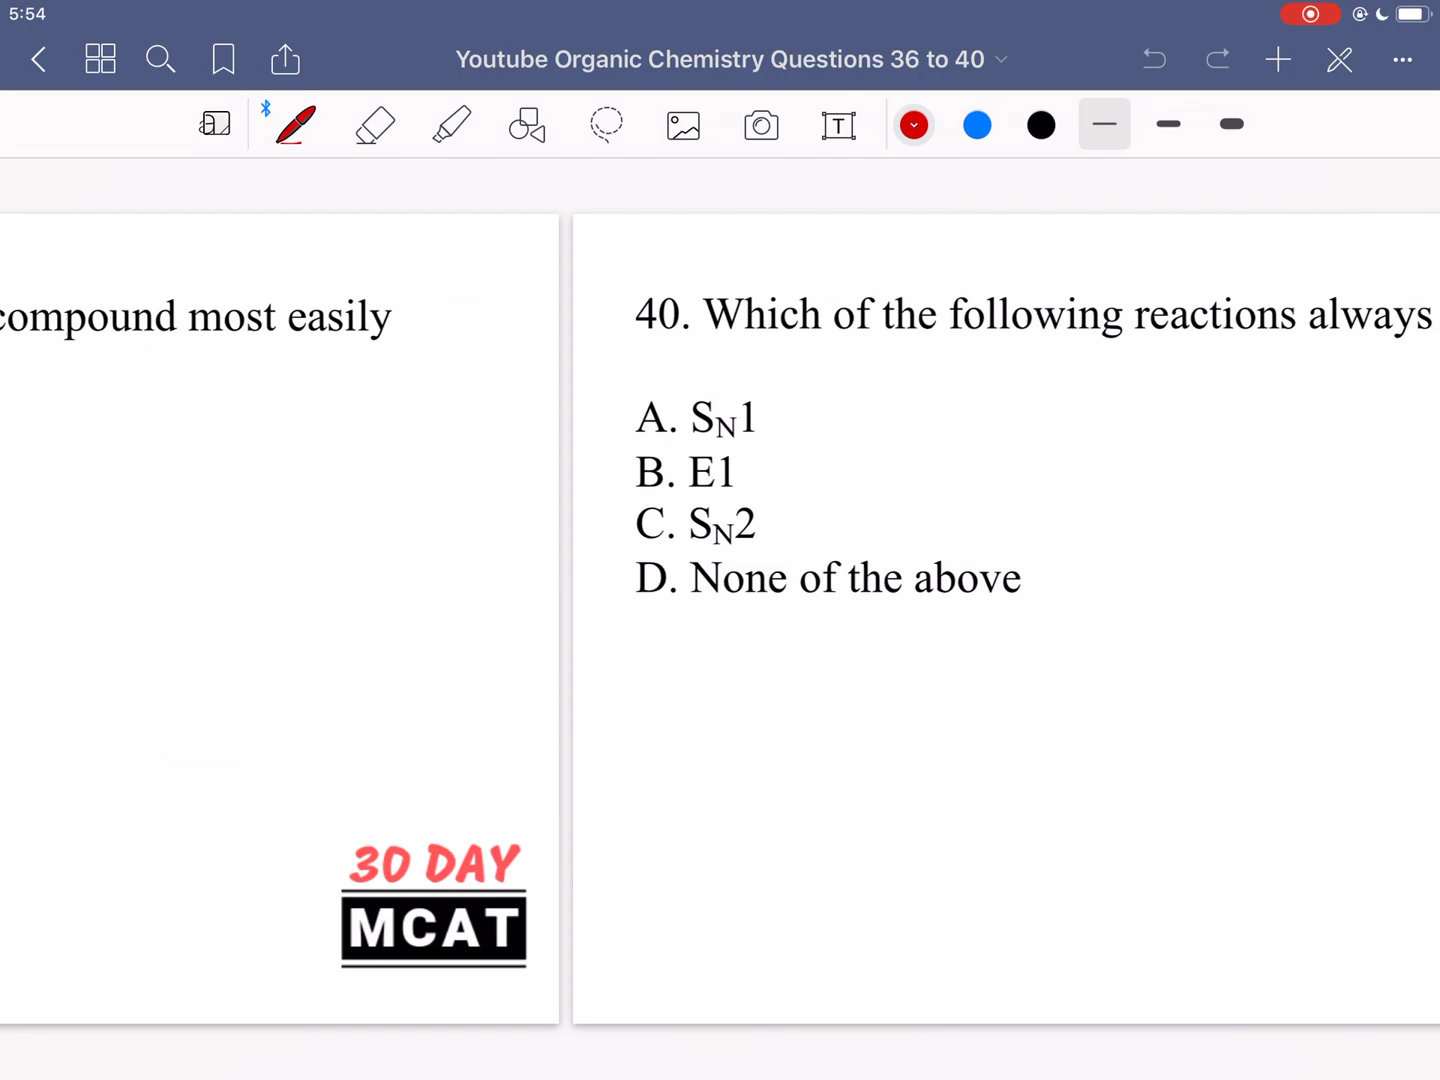 5:54
Youtube Organic Chemistry Questions 36 to 40
T
compound most easily
30 DAY
MCAT
40. Which of the following reactions always
A. SN1
B. E1
C. SN2
D. None of the above